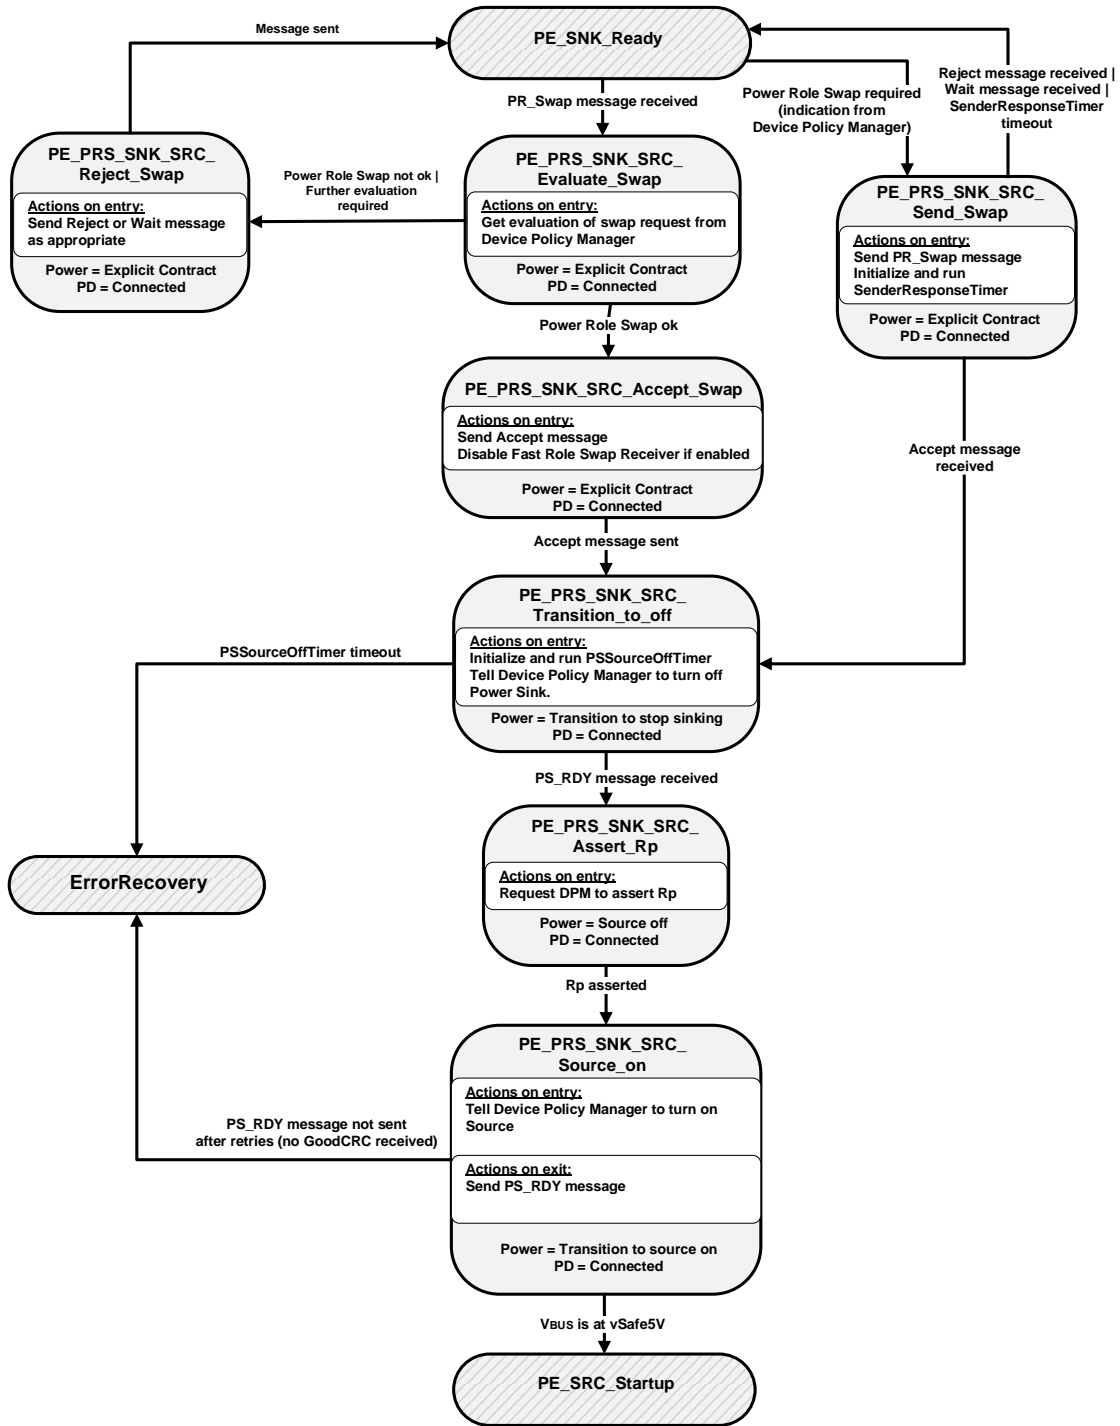 Message sent
PE_SNK_Ready
PR_Swap message received
Power Role Swap required
(indication from
Device Policy Manager)
Reject message received |
Wait message received |
SenderResponseTimer
timeout
PE_PRS_SNK_SRC_
Reject_Swap
Actions on entry:
Send Reject or Wait message
as appropriate
Power = Explicit Contract
PD = Connected
Power Role Swap not ok |
Further evaluation
required
PE_PRS_SNK_SRC_
Evaluate_Swap
Actions on entry:
Get evaluation of swap request from
Device Policy Manager
Power = Explicit Contract
PD = Connected
PE_PRS_SNK_SRC_
Send_Swap
Actions on entry:
Send PR_Swap message
Initialize and run
SenderResponseTimer
Power = Explicit Contract
PD = Connected
Power Role Swap ok
PE_PRS_SNK_SRC_Accept_Swap
Actions on entry:
Send Accept message
Disable Fast Role Swap Receiver if enabled
Power = Explicit Contract
PD = Connected
Accept message
received
Accept message sent
PE_PRS_SNK_SRC_
Transition_to_off
Actions on entry:
Initialize and run PSSourceOffTimer
Tell Device Policy Manager to turn off
Power Sink.
Power = Transition to stop sinking
PD = Connected
PSSourceOffTimer timeout
PS_RDY message received
PE_PRS_SNK_SRC_
Assert_Rp
Actions on entry:
Request DPM to assert Rp
Power = Source off
PD = Connected
ErrorRecovery
Rp asserted
PE_PRS_SNK_SRC_
Source_on
Actions on entry:
Tell Device Policy Manager to turn on
Source
Actions on exit:
Send PS_RDY message
Power = Transition to source on
PD = Connected
PS_RDY message not sent
after retries (no GoodCRC received)
VBUS is at vSafe5V
PE_SRC_Startup